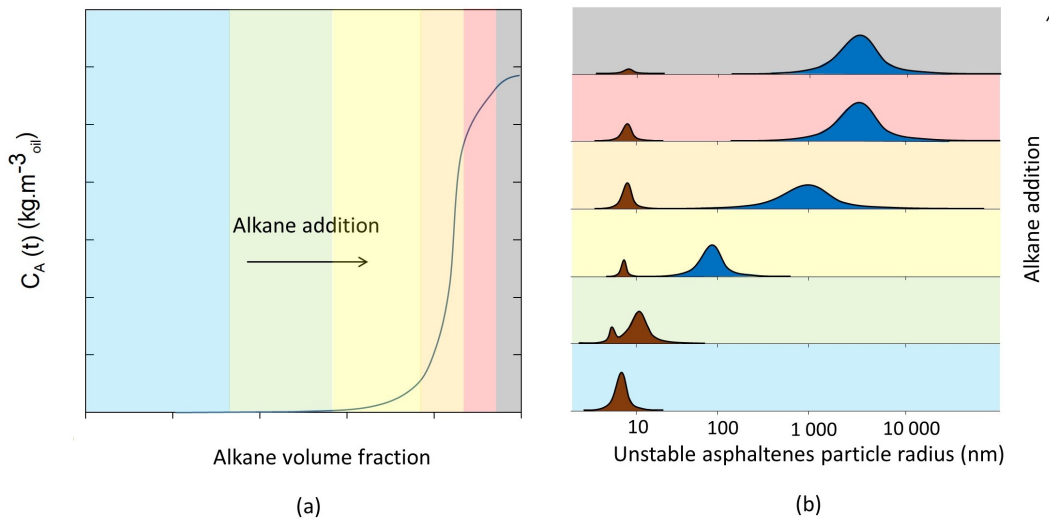 C_A (t) (kg.m⁻³_oil)
Alkane addition
Alkane volume fraction
(a)
10 100 1 000 10 000
Unstable asphaltenes particle radius (nm)
(b)
Alkane addition